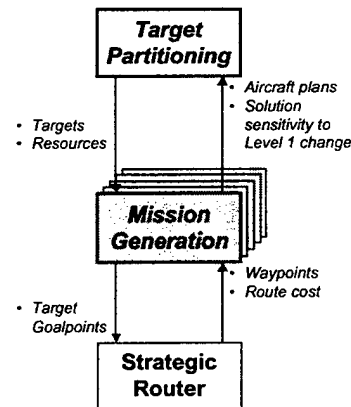 Target
Partitioning
• Aircraft plans
• Solution
sensitivity to
Level 1 change
• Targets
• Resources
Mission
Generation
• Waypoints
• Route cost
• Target
Goalpoints
Strategic
Router